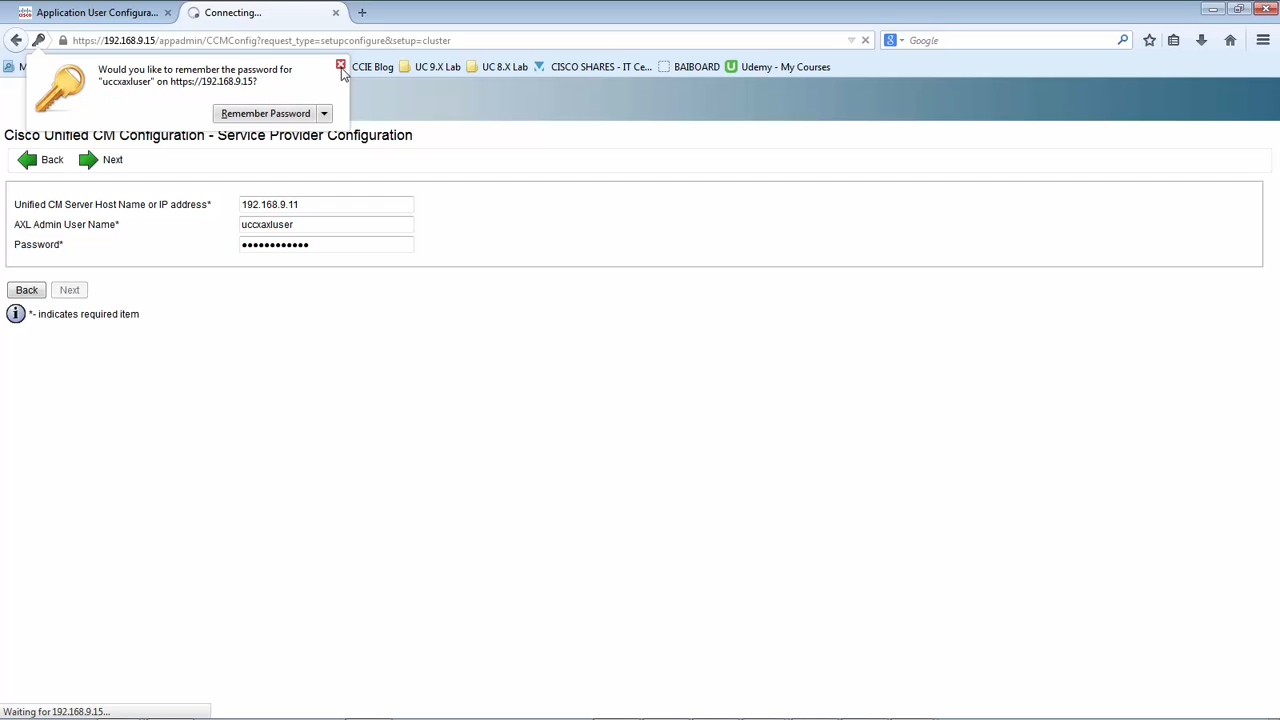 Application User Configura...
Connecting...
https://192.168.9.15/appadmin/CCMConfig?request_type=setupconfigure&setup=cluster
Google
M
CCIE Blog
UC 9.X Lab
UC 8.X Lab
CISCO SHARES - IT Ce...
BAIBOARD
Udemy - My Courses
Would you like to remember the password for
"uccxaxluser" on https://192.168.9.15?
Remember Password
Cisco Unified CM Configuration - Service Provider Configuration
Back
Next
Unified CM Server Host Name or IP address*
192.168.9.11
AXL Admin User Name*
uccxaxluser
Password*
••••••••••••
Back
Next
*- indicates required item
Waiting for 192.168.9.15...